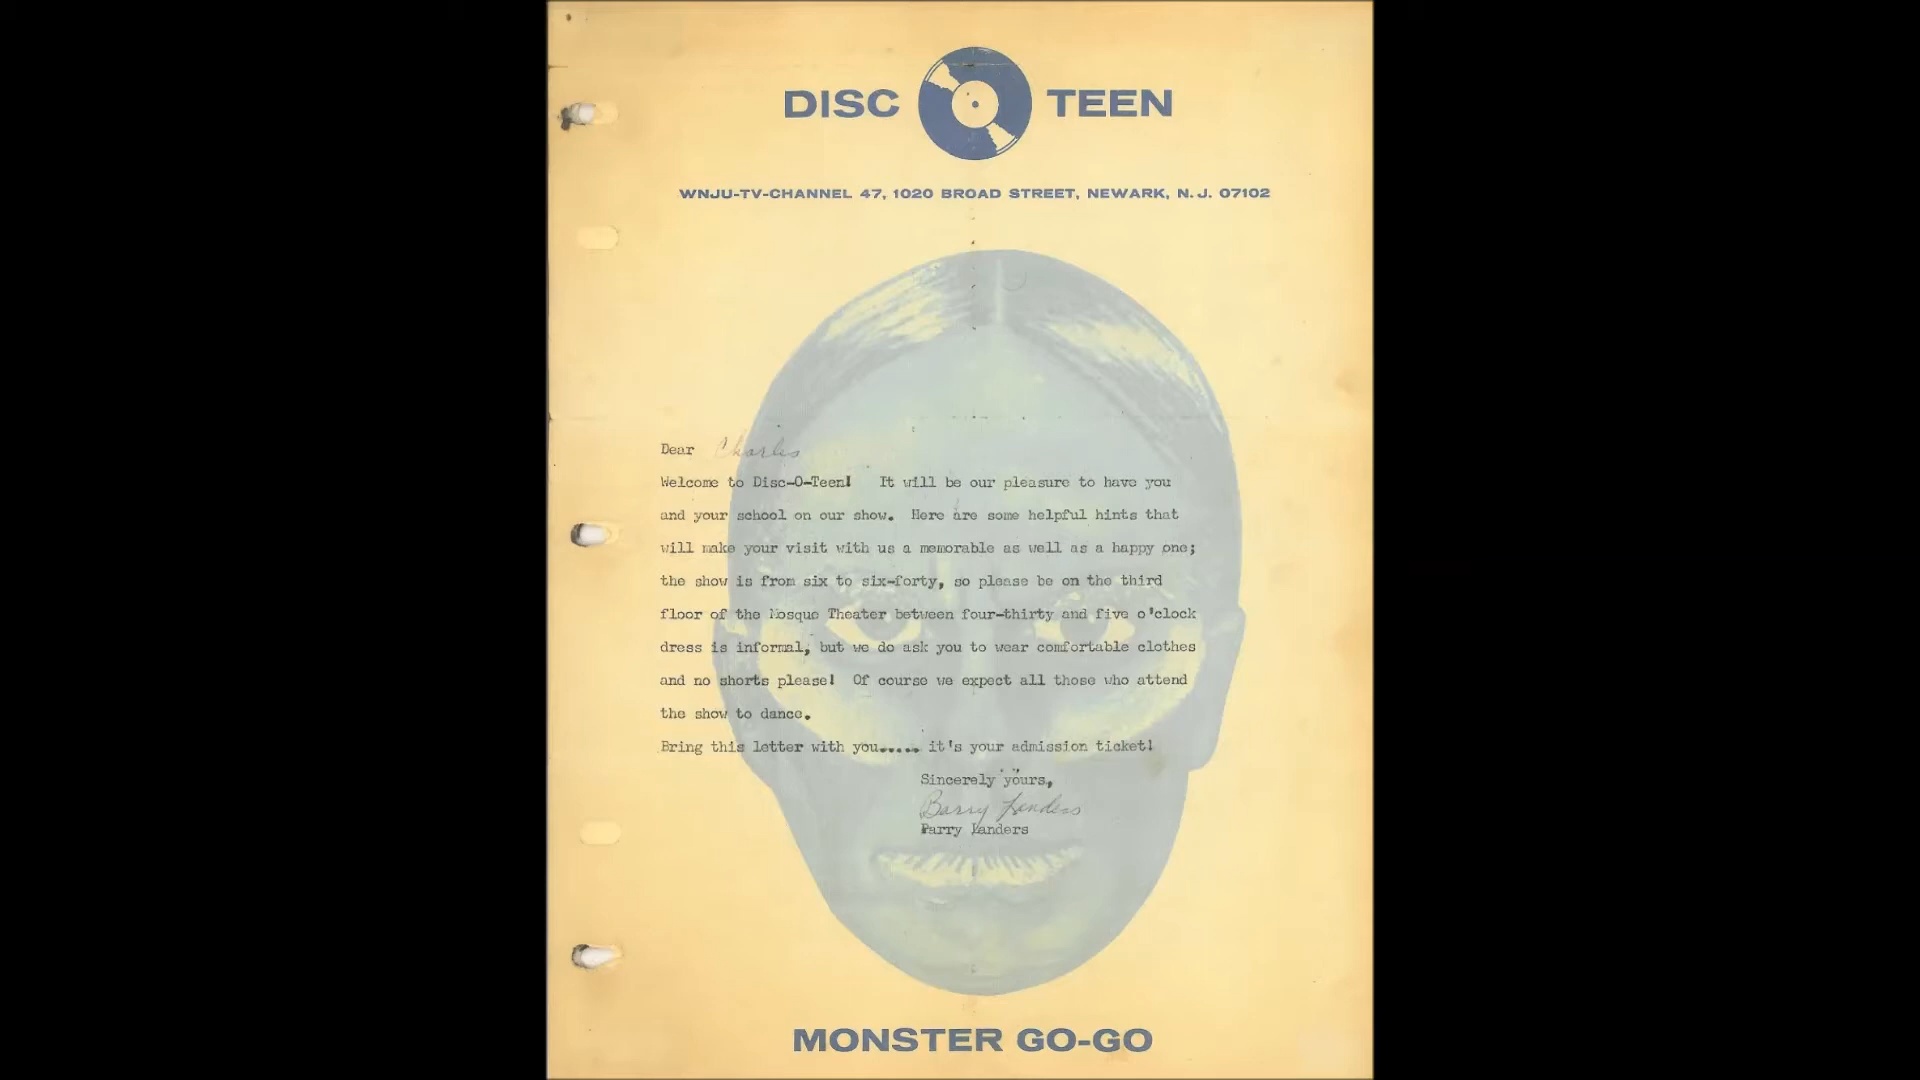 DISC TEEN
WNJU-TV-CHANNEL 47, 1020 BROAD STREET, NEWARK, N.J. 07102
Dear Charles
Welcome to Disc-O-Teen! It will be our pleasure to have you
and your school on our show. Here are some helpful hints that
will make your visit with us a memorable as well as a happy one;
the show is from six to six-forty, so please be on the third
floor of the Mosque Theater between four-thirty and five o'clock
dress is informal, but we do ask you to wear comfortable clothes
and no shorts please! Of course we expect all those who attend
the show to dance.
Bring this letter with you..... it's your admission ticket!
Sincerely yours,
Barry Landers
Barry Landers
MONSTER GO-GO